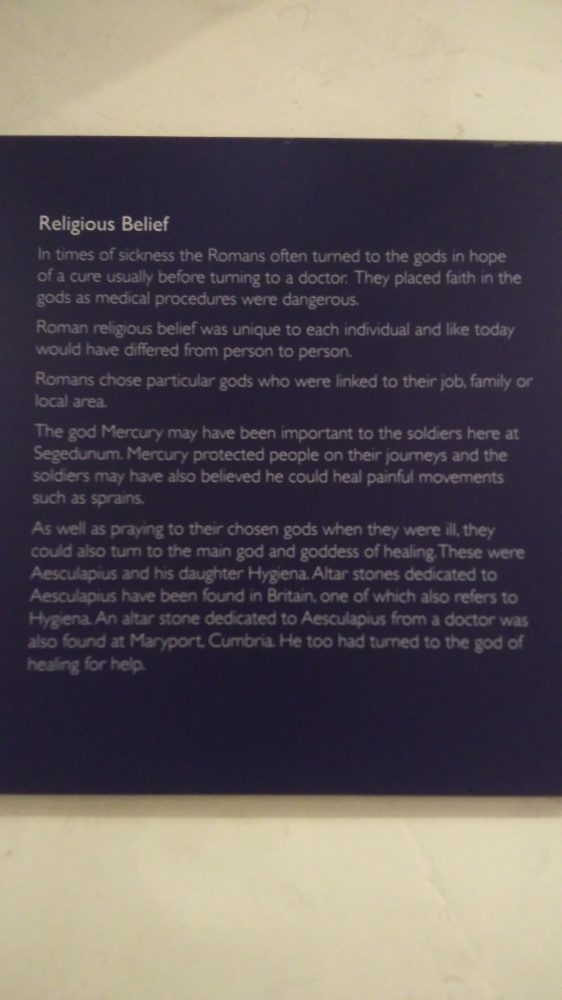 Religious Belief
In times of sickness the Romans often turned to the gods in hope
of a cure usually before turning to a doctor. They placed faith in the
gods as medical procedures were dangerous.
Roman religious belief was unique to each individual and like today
would have differed from person to person.
Romans chose particular gods who were linked to their job, family or
local area.
The god Mercury may have been important to the soldiers here at
Segedunum. Mercury protected people on their journeys and the
soldiers may have also believed he could heal painful movements
such as sprains.
As well as praying to their chosen gods when they were ill, they
could also turn to the main god and goddess of healing. These were
Aesculapius and his daughter Hygiena. Altar stones dedicated to
Aesculapius have been found in Britain, one of which also refers to
Hygiena. An altar stone dedicated to Aesculapius from a doctor was
also found at Maryport, Cumbria. He too had turned to the god of
healing for help.